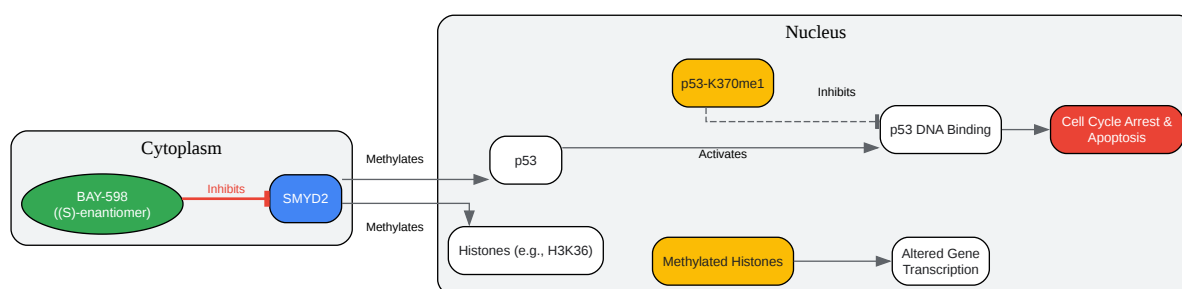 Nucleus
p53-K370me1
Inhibits
p53 DNA Binding
Cell Cycle Arrest &
Apoptosis
Cytoplasm
Methylates
p53
Activates
BAY-598
((S)-enantiomer)
Inhibits
SMYD2
Methylates
Histones (e.g., H3K36)
Methylated Histones
Altered Gene
Transcription